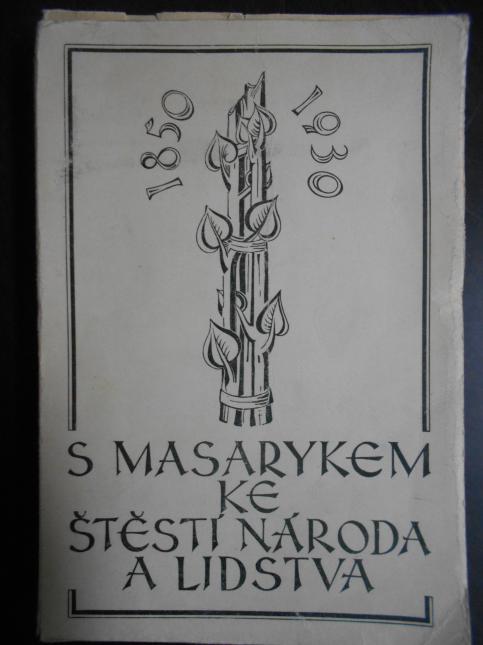 1850 1930
S MASARYKEM
KE
ŠTĚSTÍ NÁRODA
A LIDSTVA